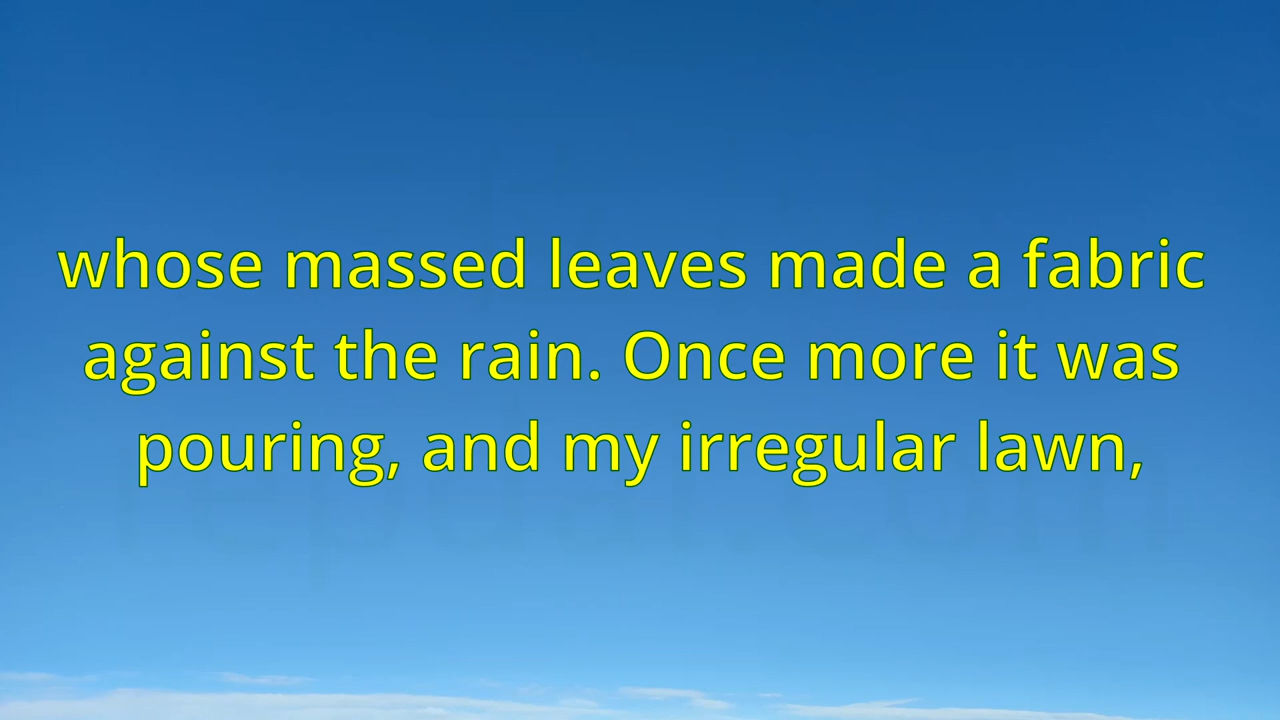 whose massed leaves made a fabric
against the rain. Once more it was
pouring, and my irregular lawn,